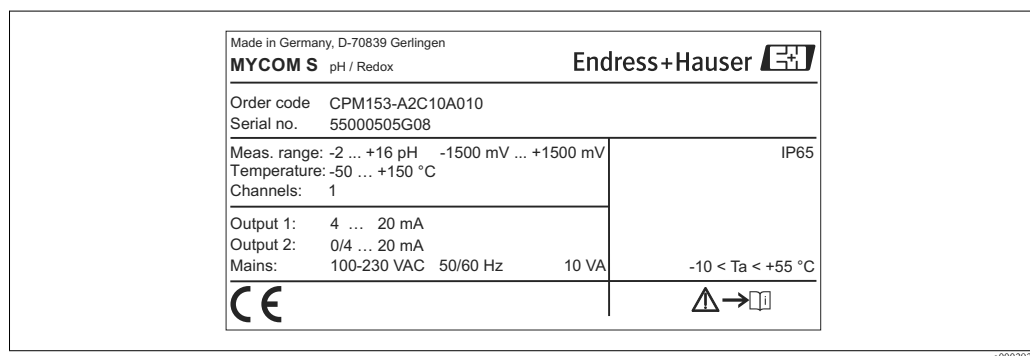 Made in Germany, D-70839 Gerlingen
MYCOM S pH / Redox
Endress+Hauser EH
Order code CPM153-A2C10A010
Serial no. 55000505G08
Meas. range: -2 ... +16 pH -1500 mV ... +1500 mV
Temperature: -50 … +150 °C
Channels: 1
IP65
Output 1: 4 … 20 mA
Output 2: 0/4 … 20 mA
Mains: 100-230 VAC 50/60 Hz 10 VA
-10 < Ta < +55 °C
CE
i